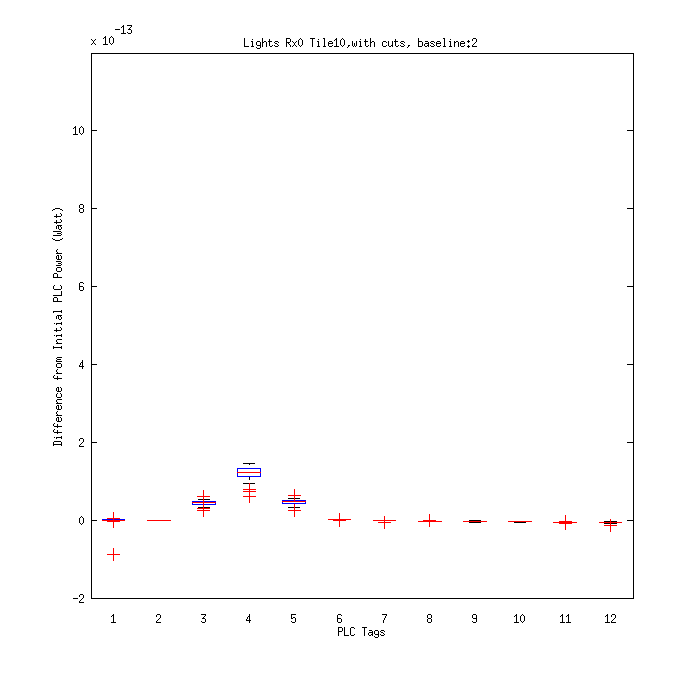 x 10^-13
Lights Rx0 Tile10,with cuts, baseline:2
Difference from Initial PLC Power (Watt)
10
8
6
4
2
0
-2
1 2 3 4 5 6 7 8 9 10 11 12
PLC Tags